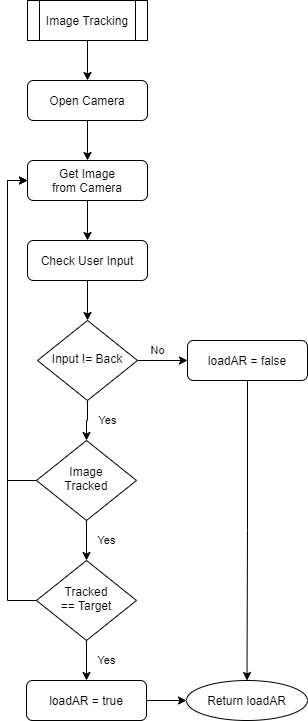 Image Tracking
Open Camera
Get Image
from Camera
Check User Input
Input != Back
No
loadAR = false
Yes
Image
Tracked
Yes
Tracked
== Target
Yes
loadAR = true
Return loadAR